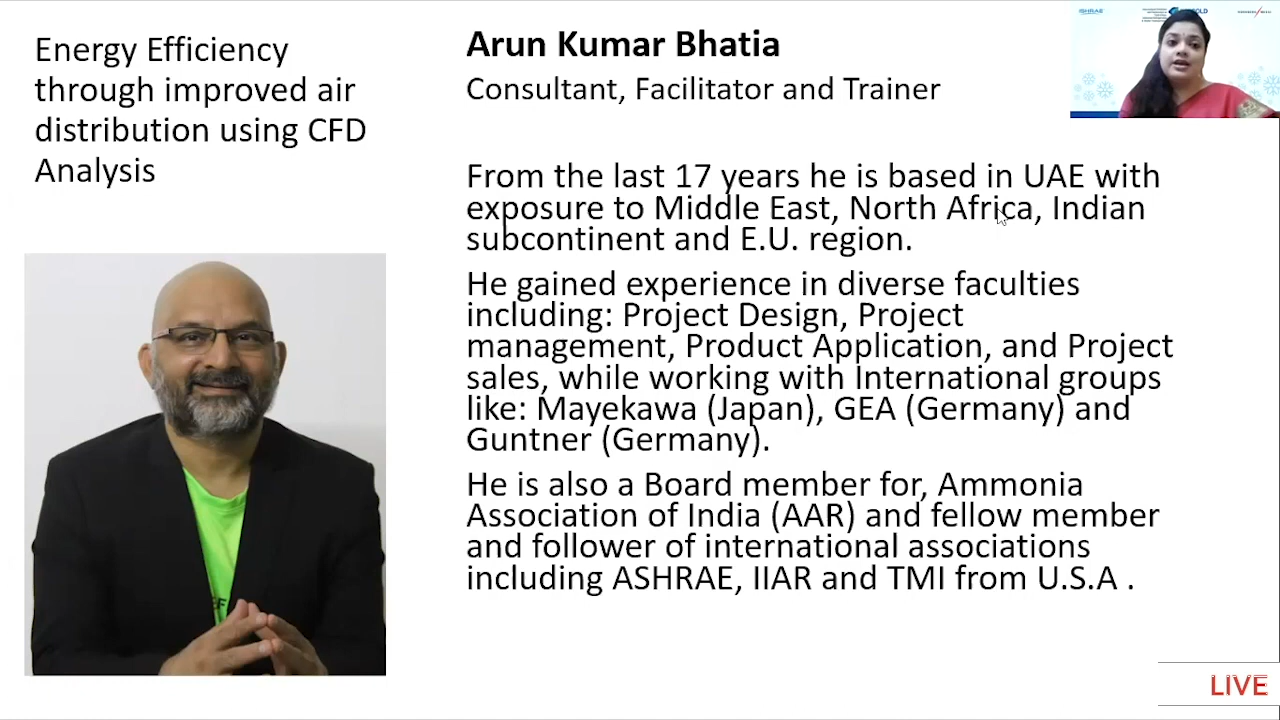 Energy Efficiency
through improved air
distribution using CFD
Analysis
Arun Kumar Bhatia
Consultant, Facilitator and Trainer
From the last 17 years he is based in UAE with
exposure to Middle East, North Africa, Indian
subcontinent and E.U. region.
He gained experience in diverse faculties
including: Project Design, Project
management, Product Application, and Project
sales, while working with International groups
like: Mayekawa (Japan), GEA (Germany) and
Guntner (Germany).
He is also a Board member for, Ammonia
Association of India (AAR) and fellow member
and follower of international associations
including ASHRAE, IIAR and TMI from U.S.A .
ISHRAE
LIVE